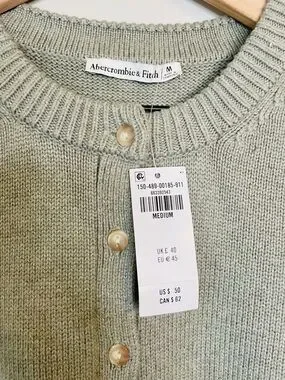 Abercrombie & Fitch
M
150-489-00185-911
MEDIUM
UK £ 40
EU € 45
US $ 50
CAN $ 62